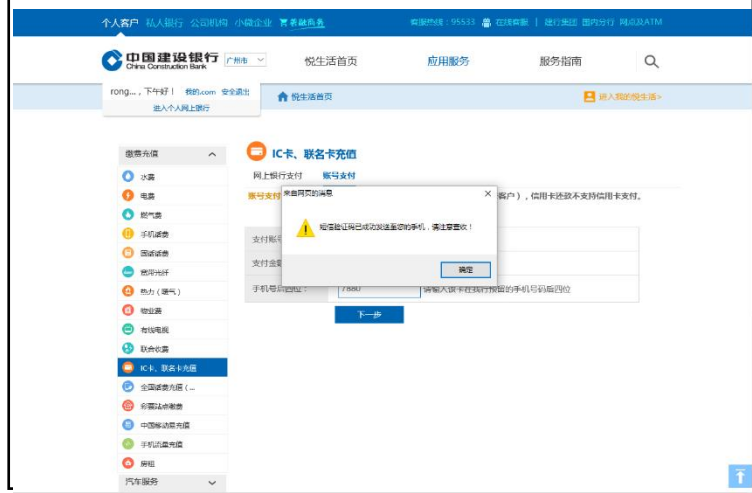 个人客户 私人银行 公司机构 小微企业 客服热线：95533 在线客服 | 建行集团 国内分行 网点及ATM
中国建设银行 广州市 悦生活首页 应用服务 服务指南
China Construction Bank
rong...，下午好！ 我的.com 安全退出
进入个人网上银行
悦生活首页 进入我的悦生活>
缴费充值
IC卡、联名卡充值
网上银行支付 账号支付
水费
电费
燃气费
手机话费
固话话费
宽带光纤
热力（暖气）
物业费
有线电视
联合收费
IC卡、联名卡充值
全国话费充值（...
彩票站点缴费
中国移动是充值
手机流量充值
房租
汽车服务
账号支付
客户），信用卡还款不支持信用卡支付。
来自网页的消息 X
短信验证码已成功发送至您的手机，请注意查收！
确定
支付账
支付金
手机号后四位： 7880 请输入该卡在我行预留的手机号码后四位
下一步